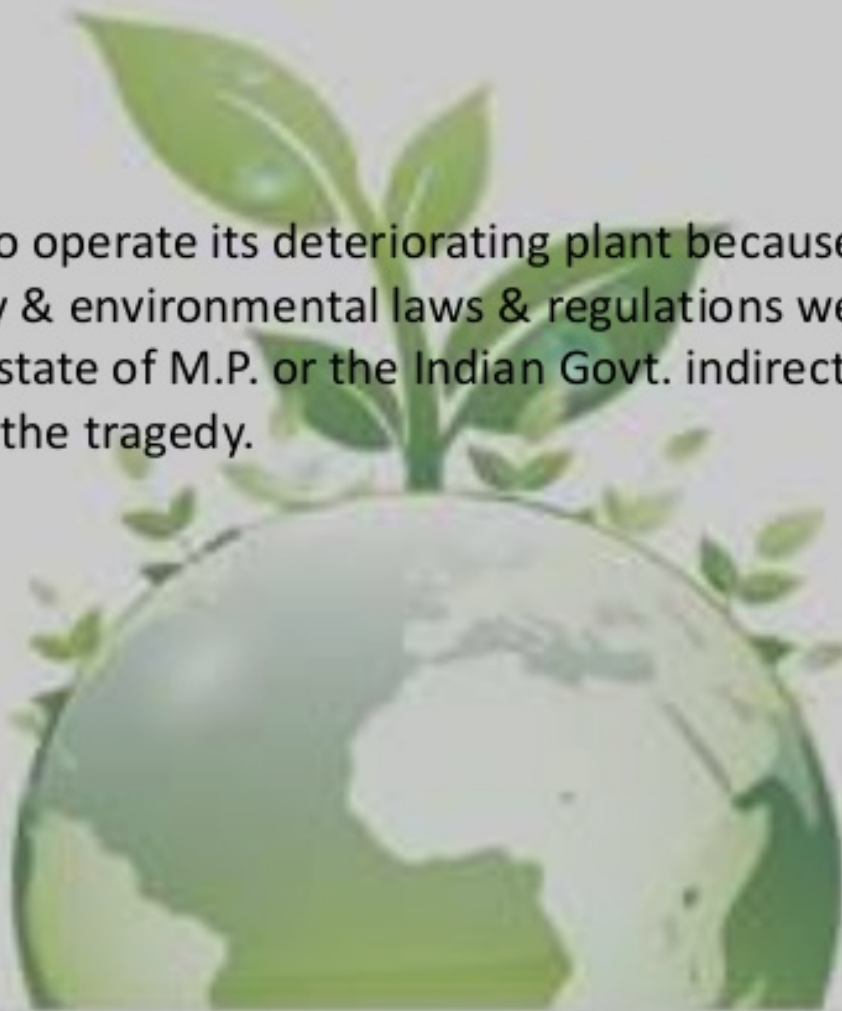 o operate its deteriorating plant because
y & environmental laws & regulations we
state of M.P. or the Indian Govt. indirect
the tragedy.